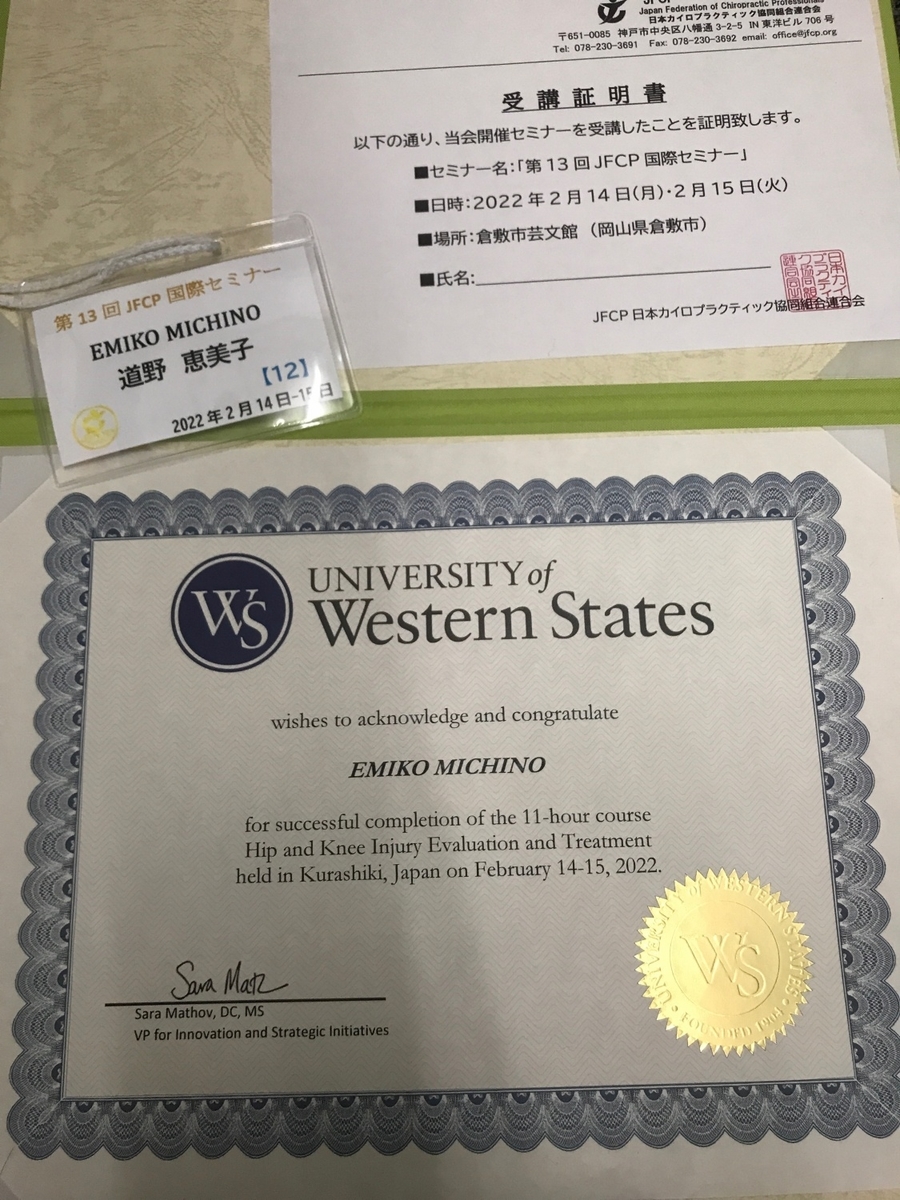 Japan Federation of Chiropractic Professionals
日本カイロプラクティック協同組合連合会
〒651-0085 神戸市中央区八幡通 3-2-5 IN 東洋ビル 706 号
Tel: 078-230-3691 Fax: 078-230-3692 email: office@jfcp.org
受講証明書
以下の通り、当会開催セミナーを受講したことを証明致します。
■セミナー名：「第 13 回 JFCP 国際セミナー」
■日時：2022 年 2 月 14 日（月）・2 月 15 日（火）
■場所：倉敷市芸文館 （岡山県倉敷市）
■氏名：
JFCP 日本カイロプラクティック協同組合連合会
第 13 回 JFCP 国際セミナー
EMIKO MICHINO
道野 恵美子
【12】
2022 年 2 月 14 日-15 日
WS
UNIVERSITY of
Western States
wishes to acknowledge and congratulate
EMIKO MICHINO
for successful completion of the 11-hour course
Hip and Knee Injury Evaluation and Treatment
held in Kurashiki, Japan on February 14-15, 2022.
Sara Mathov, DC, MS
VP for Innovation and Strategic Initiatives
UNIVERSITY of WESTERN STATES
WS
FOUNDED 1904